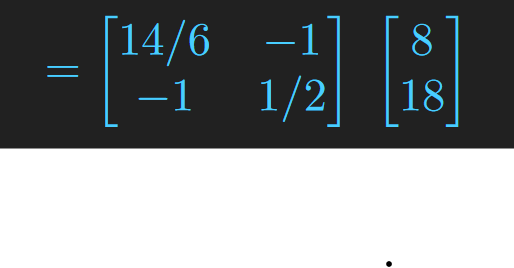 = [14/6 −1] [8]
[−1 1/2] [18]
.